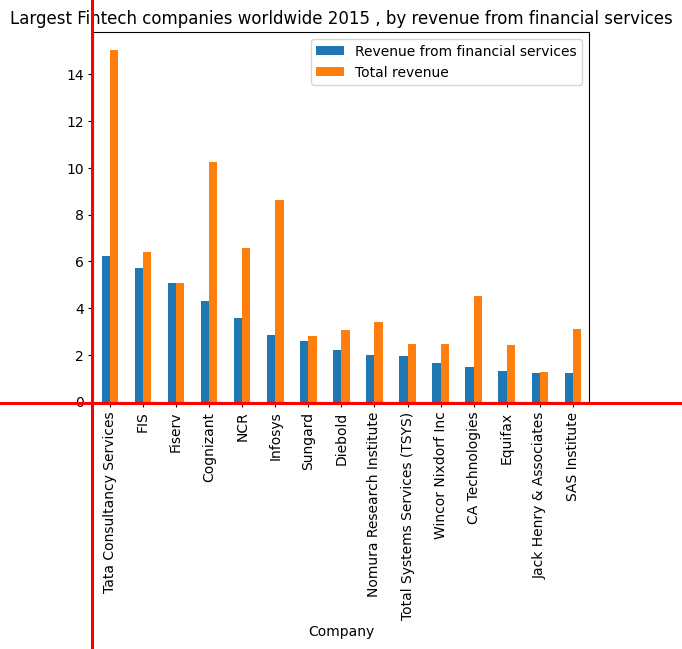 Largest Fintech companies worldwide 2015 , by revenue from financial services
Revenue from financial services
Total revenue
14
12
10
8
6
4
2
0
Tata Consultancy Services
FIS
Fiserv
Cognizant
NCR
Infosys
Sungard
Diebold
Nomura Research Institute
Total Systems Services (TSYS)
Wincor Nixdorf Inc
CA Technologies
Equifax
Jack Henry & Associates
SAS Institute
Company